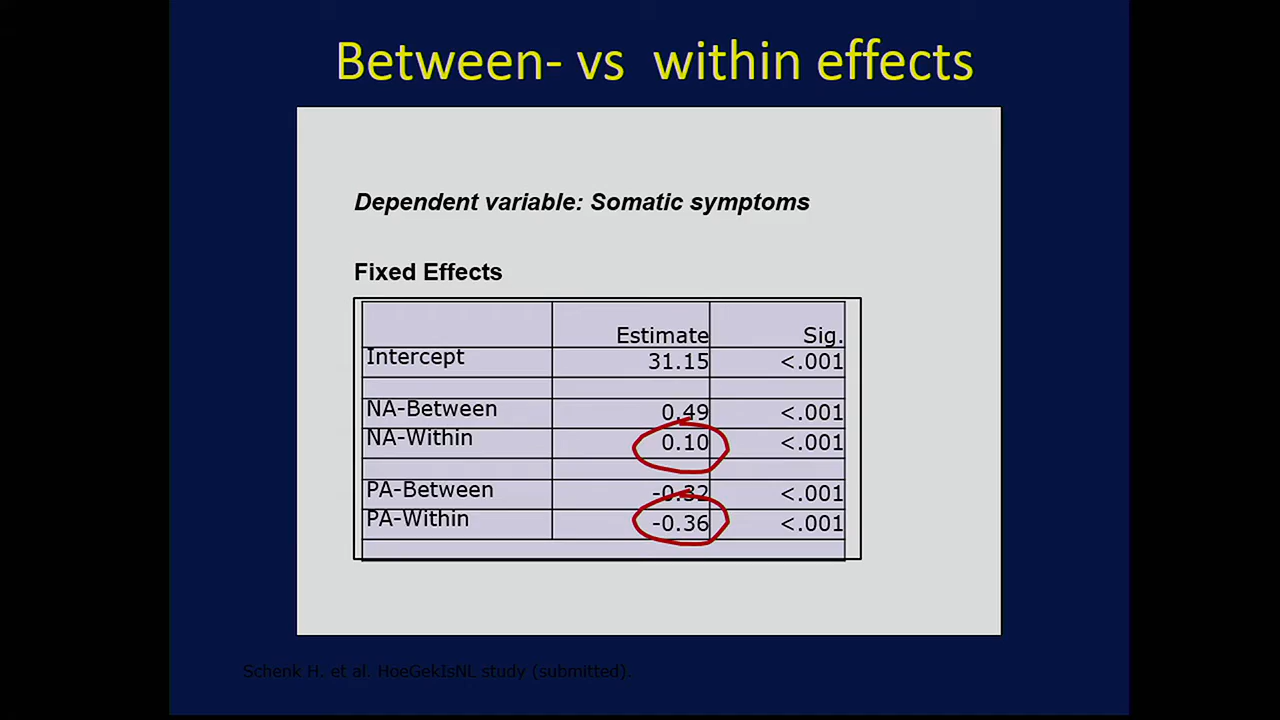 Between- vs within effects
Dependent variable: Somatic symptoms
Fixed Effects
Estimate Sig.
Intercept 31.15 <.001
NA-Between 0.49 <.001
NA-Within 0.10 <.001
PA-Between -0.32 <.001
PA-Within -0.36 <.001
Schenk H. et al. HoeGekIsNL study (submitted).